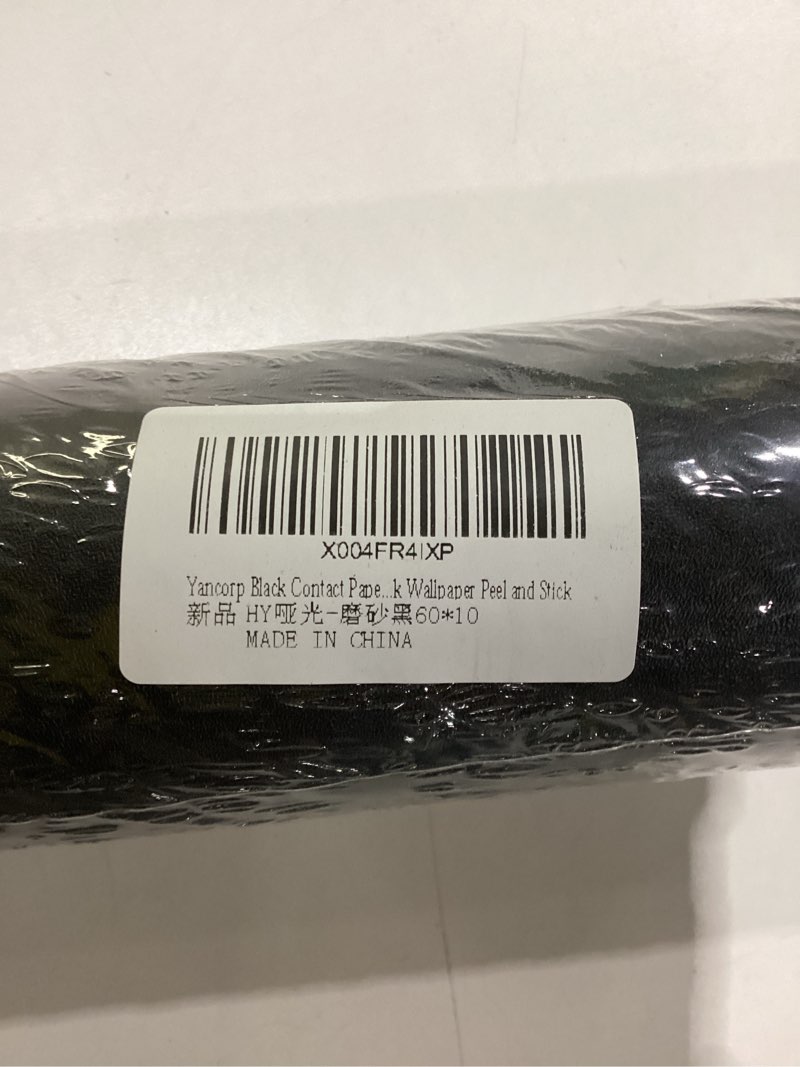 X004FR4IXP
Yancorp Black Contact Pape...k Wallpaper Peel and Stick
新品 HY哑光-磨砂黑60*10
MADE IN CHINA